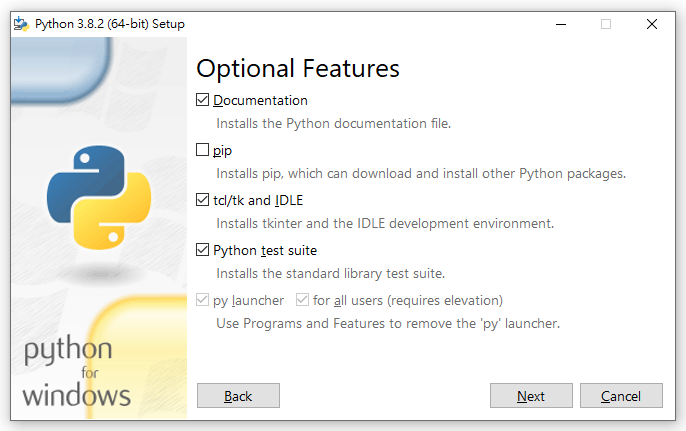 Python 3.8.2 (64-bit) Setup
Optional Features
Documentation
Installs the Python documentation file.
pip
Installs pip, which can download and install other Python packages.
tcl/tk and IDLE
Installs tkinter and the IDLE development environment.
Python test suite
Installs the standard library test suite.
py launcher for all users (requires elevation)
Use Programs and Features to remove the 'py' launcher.
python
for
windows
Back Next Cancel